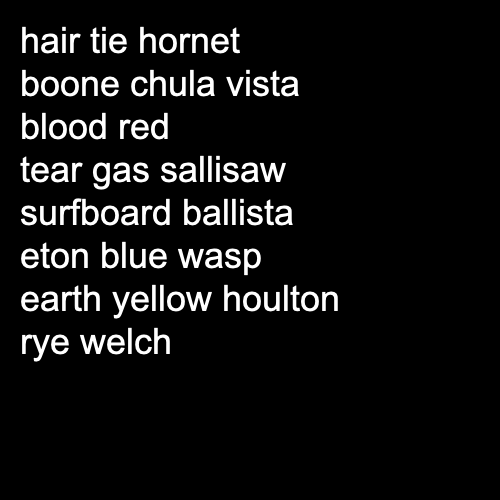 hair tie hornet
boone chula vista
blood red
tear gas sallisaw
surfboard ballista
eton blue wasp
earth yellow houlton
rye welch